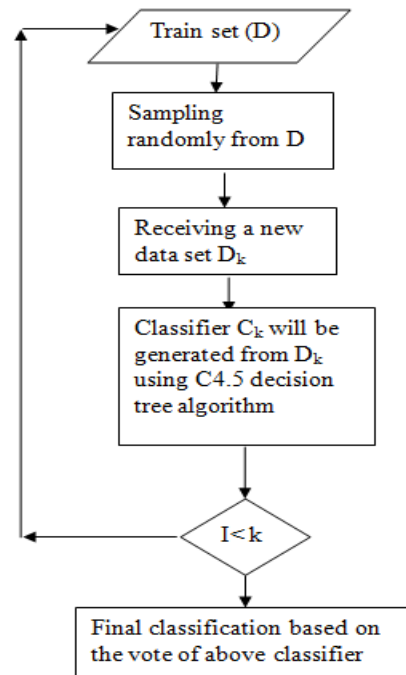 Train set (D)
Sampling
randomly from D
Receiving a new
data set Dₖ
Classifier Cₖ will be
generated from Dₖ
using C4.5 decision
tree algorithm
I<k
Final classification based on
the vote of above classifier